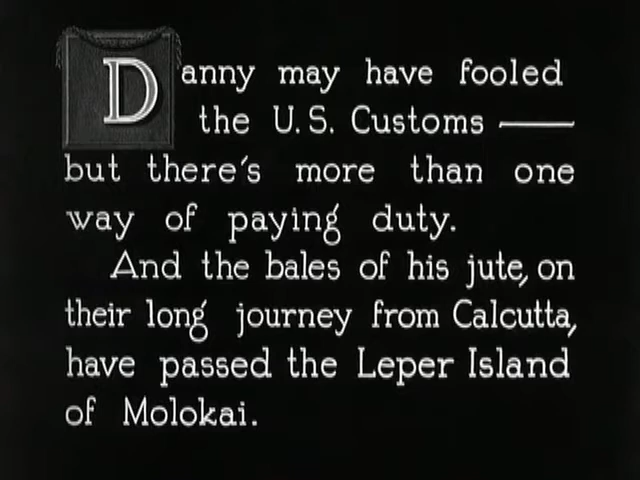 Danny may have fooled
the U.S. Customs —
but there's more than one
way of paying duty.
And the bales of his jute, on
their long journey from Calcutta,
have passed the Leper Island
of Molokai.